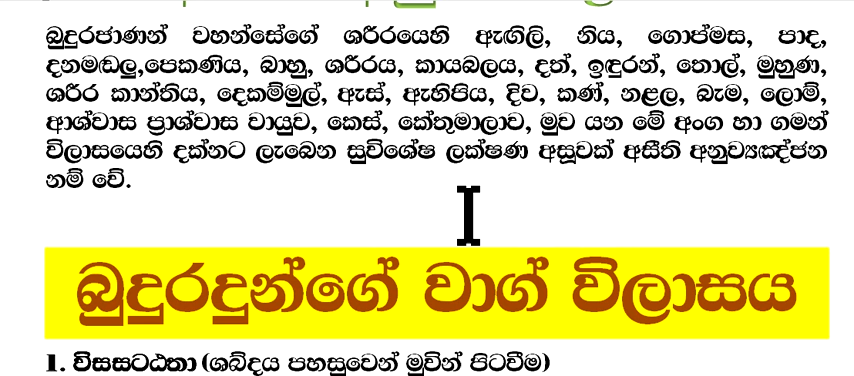 බුදුරජාණන් වහන්සේගේ ශරීරයෙහි ඇඟිලි, නිය, ගොප්මස, පාද,
දනමඬලු,පෙකණිය, බාහු, ශරීරය, කායබලය, දත්, ඉඳුරන්, තොල්, මුහුණ,
ශරීර කාන්තිය, දෙකම්මුල්, ඇස්, ඇහිපිය, දිව, කණ්, නළල, බැම, ලොම්,
ආශ්වාස ප්‍රාශ්වාස වායුව, කෙස්, කේතුමාලාව, මුව යන මේ අංග හා ගමන්
විලාසයෙහි දක්නට ලැබෙන සුවිශේෂ ලක්ෂණ අසූවක් අසීති අනුව්‍යඤ්ජන
නම් වේ.
බුදුරදුන්ගේ වාග් විලාසය
1. විසසටඨතා (ශබ්දය පහසුවෙන් මුවින් පිටවීම)